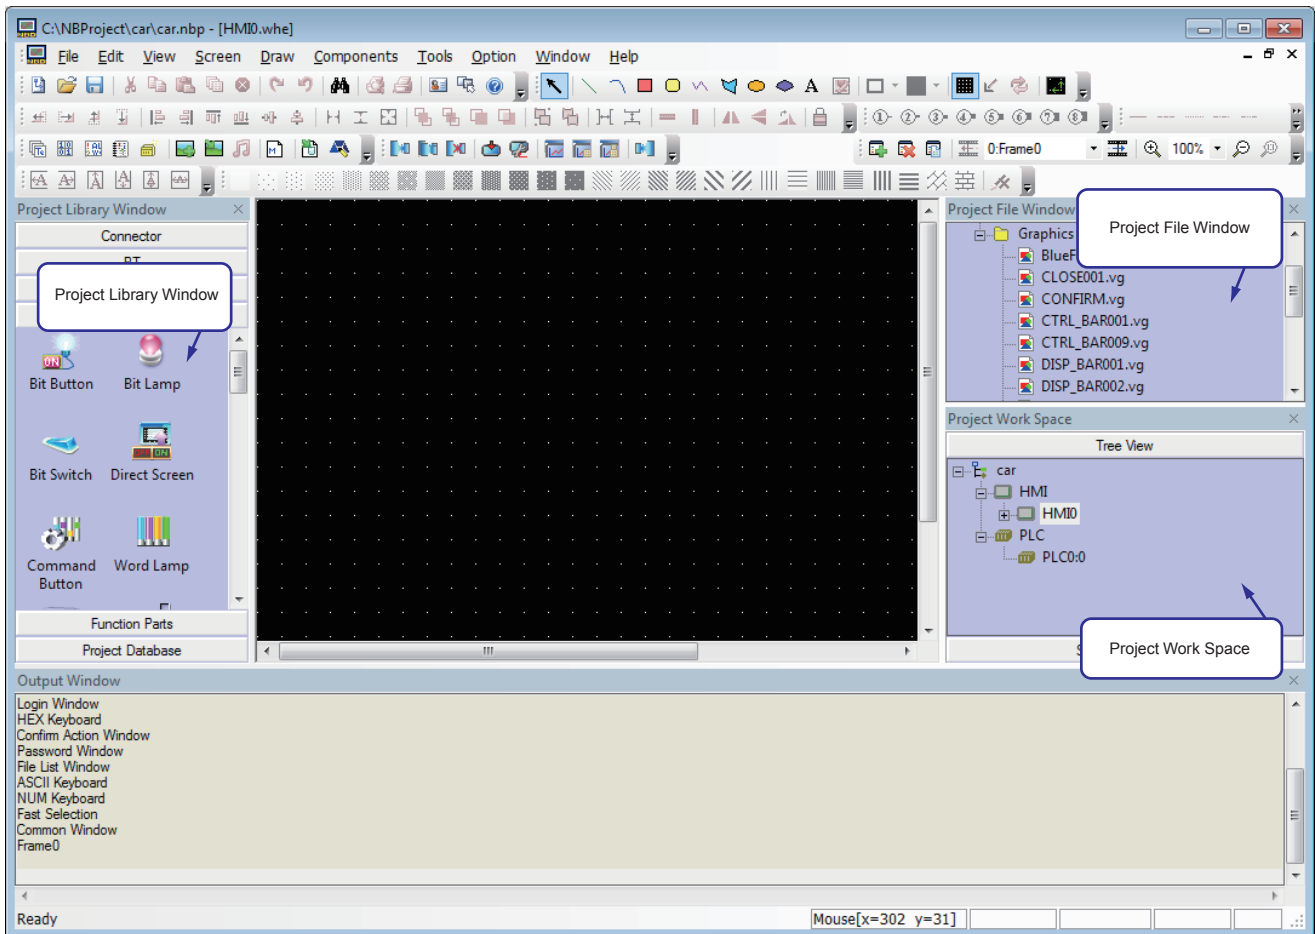 C:\NBProject\car\car.nbp - [HMI0.whe]
File Edit View Screen Draw Components Tools Option Window Help
0:Frame0 100%
Project Library Window
Connector
Project Library Window
Bit Button Bit Lamp
Bit Switch Direct Screen
Command Button Word Lamp
Function Parts
Project Database
Project File Window
Project File Window
Graphics
CLOSE001.vg
CONFIRM.vg
CTRL_BAR001.vg
CTRL_BAR009.vg
DISP_BAR001.vg
DISP_BAR002.vg
Project Work Space
Tree View
car
HMI
HMI0
PLC
PLC0:0
Project Work Space
Output Window
Login Window
HEX Keyboard
Confirm Action Window
Password Window
File List Window
ASCII Keyboard
NUM Keyboard
Fast Selection
Common Window
Frame0
Ready
Mouse[x=302 y=31]